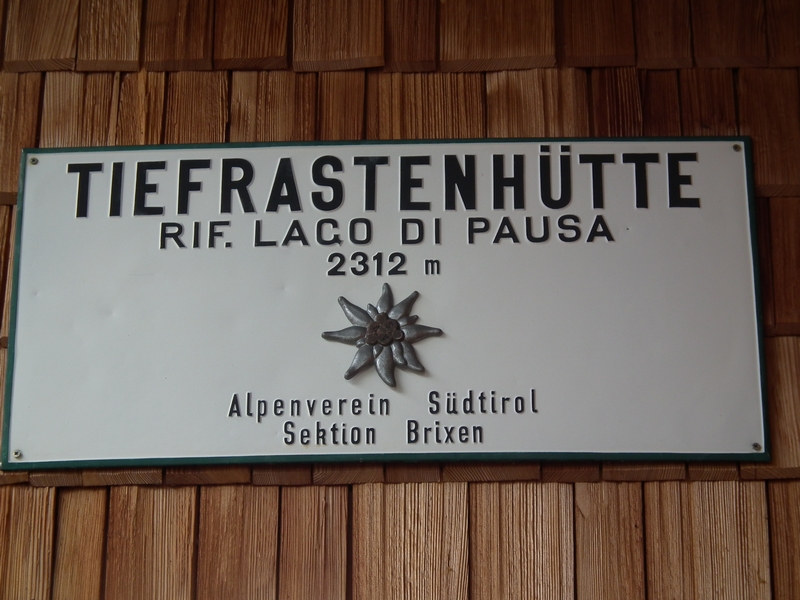 TIEFRASTENHÜTTE
RIF. LAGO DI PAUSA
2312 m
Alpenverein Südtirol
Sektion Brixen